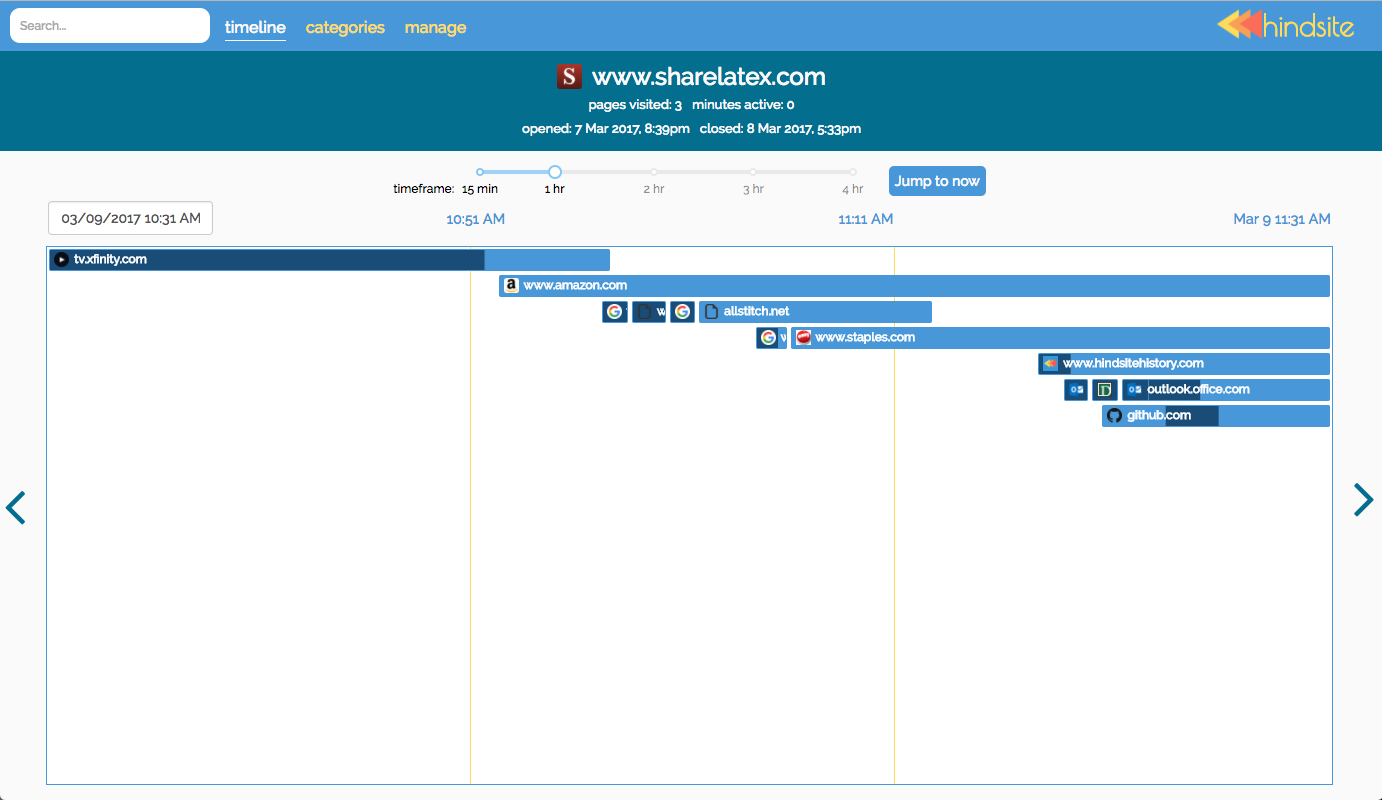 Search...
timeline
categories
manage
hindsite
S www.sharelatex.com
pages visited: 3 minutes active: 0
opened: 7 Mar 2017, 8:39pm closed: 8 Mar 2017, 5:33pm
timeframe: 15 min 1 hr 2 hr 3 hr 4 hr
Jump to now
03/09/2017 10:31 AM
10:51 AM
11:11 AM
Mar 9 11:31 AM
tv.xfinity.com
a www.amazon.com
G
w
G
allstitch.net
G
www.staples.com
www.hindsitehistory.com
D
outlook.office.com
github.com